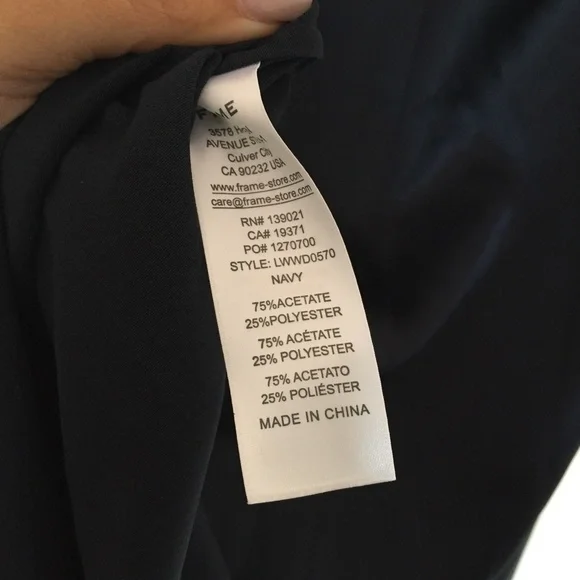 FRAME
3578 
AVENUE
Culver City
CA 90232 USA
www.frame-store.com
care@frame-store.com
RN# 139021
CA# 19371
PO# 1270700
STYLE: LWWD0570
NAVY
75%ACETATE
25%POLYESTER
75% ACÉTATE
25% POLYESTER
75% ACETATO
25% POLIÉSTER
MADE IN CHINA